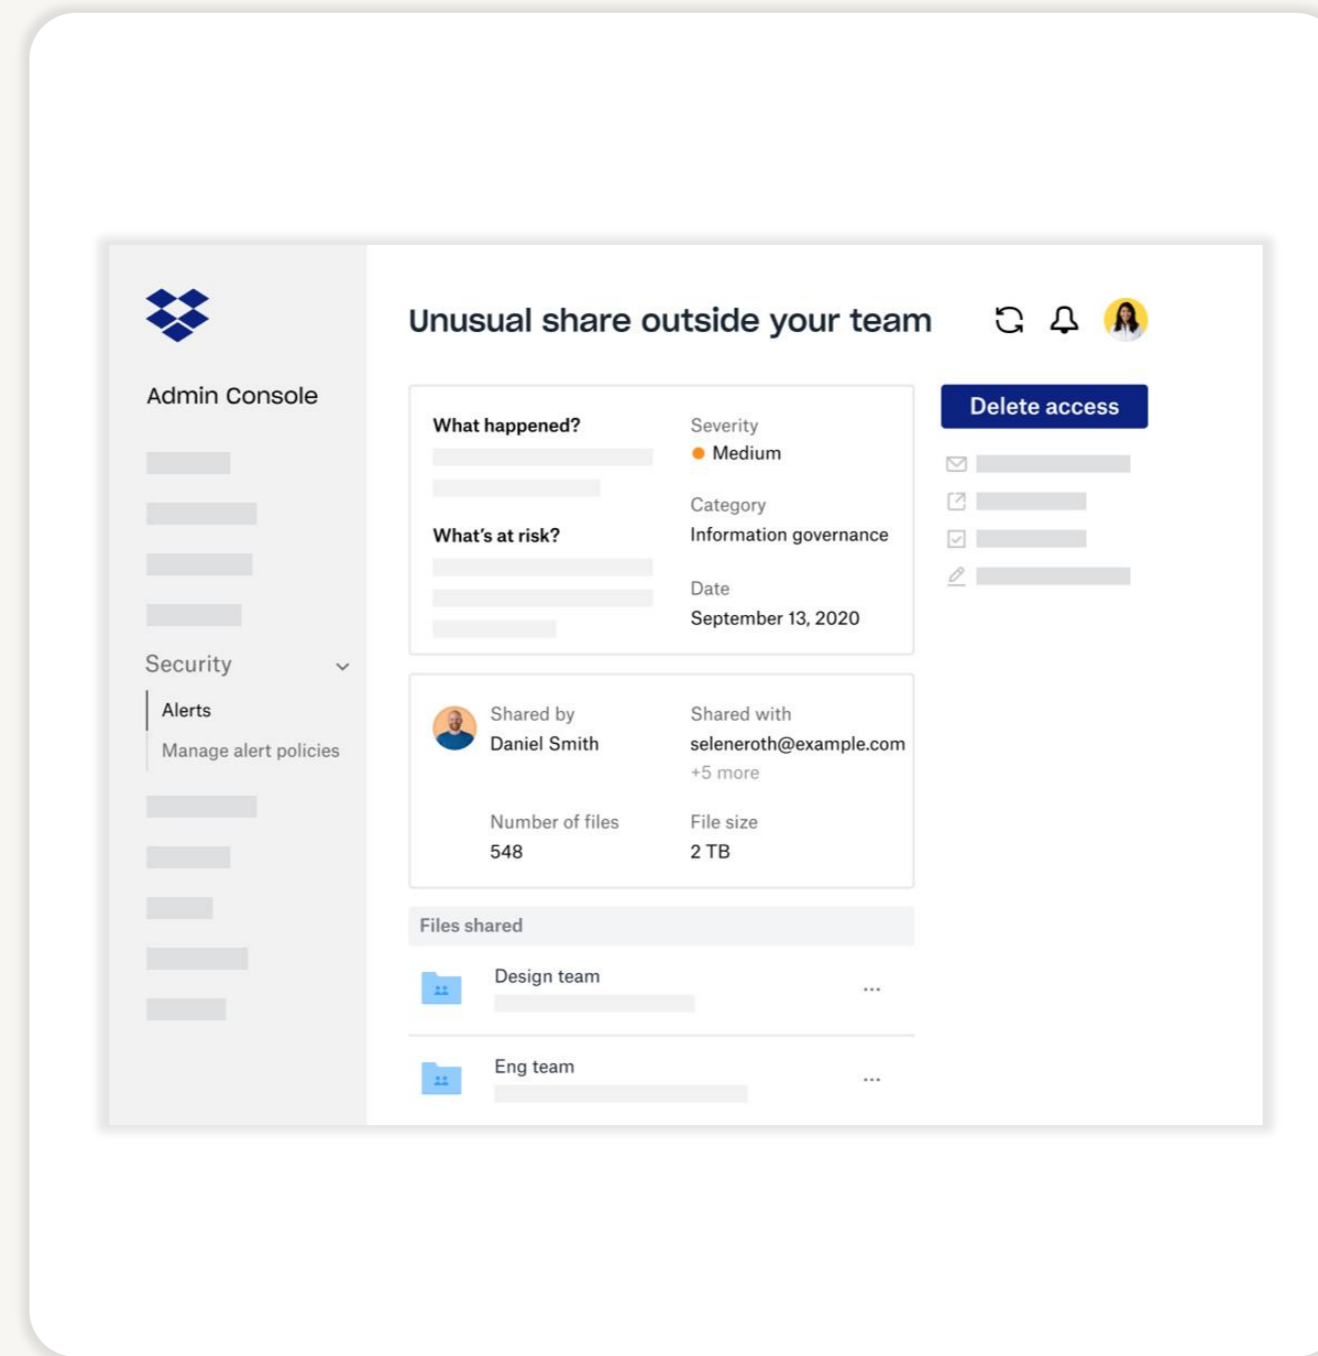 Unusual share outside your team
Admin Console
Delete access
What happened?
Severity
Medium
Category
Information governance
What's at risk?
Date
September 13, 2020
Security
Alerts
Manage alert policies
Shared by
Daniel Smith
Shared with
seleneroth@example.com
+5 more
Number of files
548
File size
2 TB
Files shared
Design team
Eng team